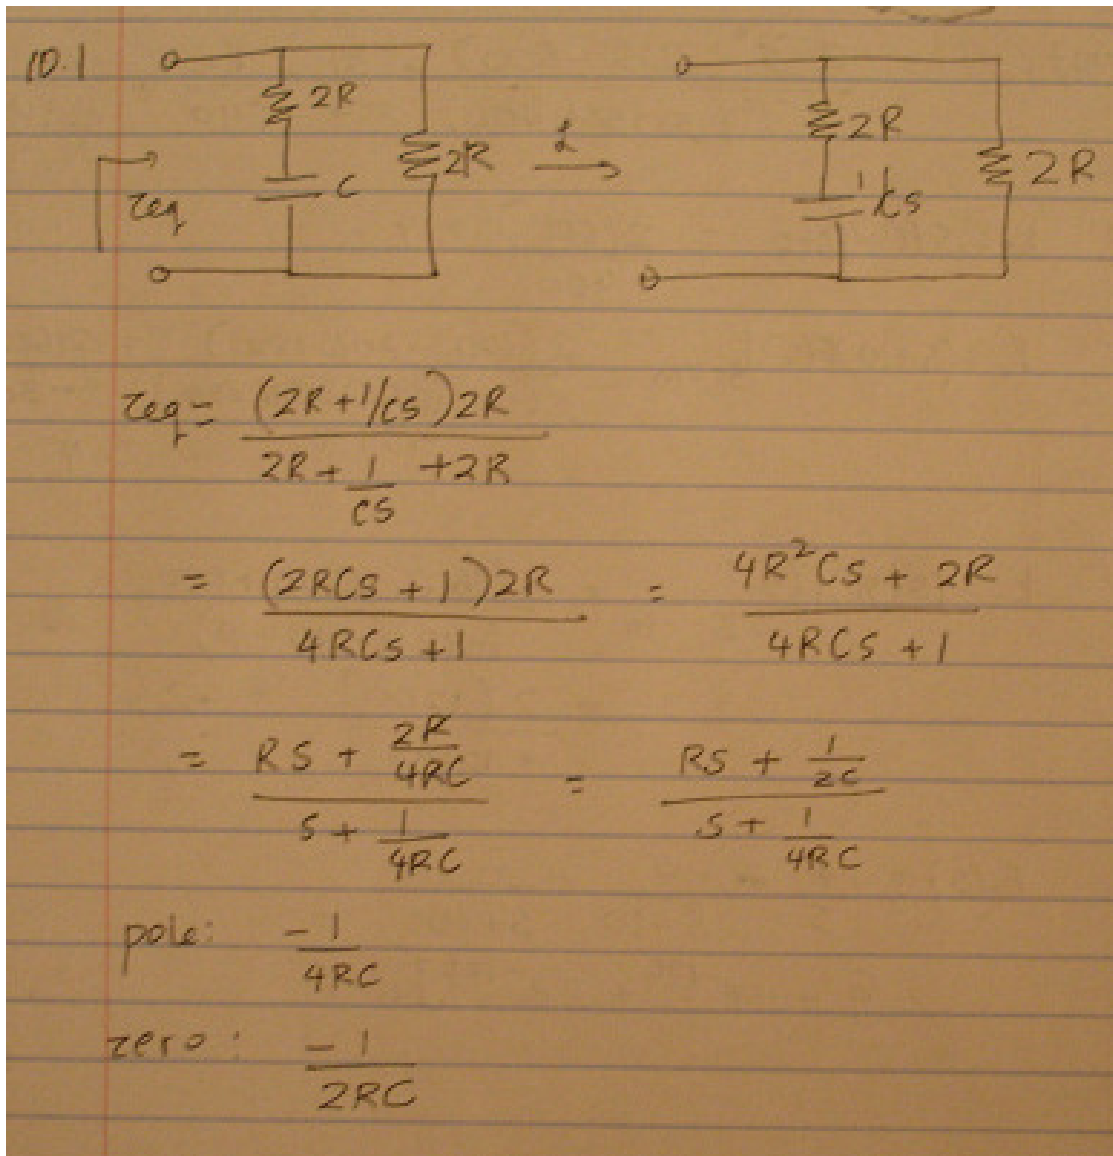 10.1
2R 2R
C
Zeq
ℒ
2R 2R
1/Cs
Zeq = (2R + 1/Cs)2R / (2R + 1/Cs + 2R)
= (2RCs + 1)2R / (4RCs + 1) = (4R²Cs + 2R) / (4RCs + 1)
= (Rs + 2R/4RC) / (s + 1/4RC) = (Rs + 1/2C) / (s + 1/4RC)
pole: -1/4RC
zero: -1/2RC